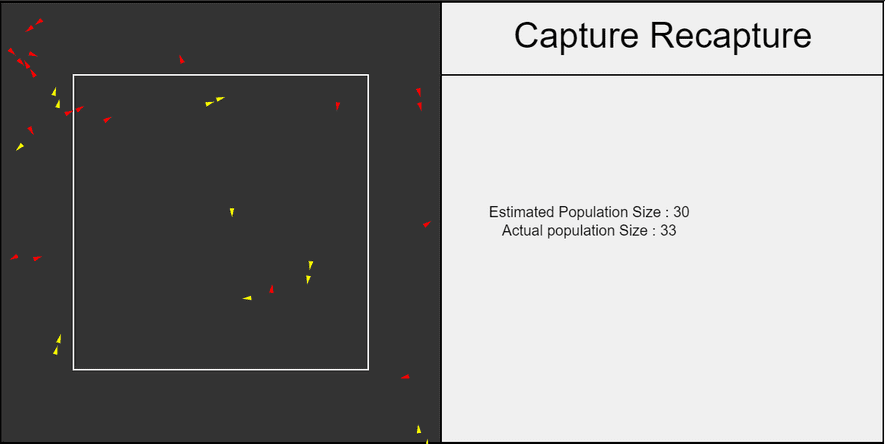 Capture Recapture
Estimated Population Size : 30
Actual population Size : 33